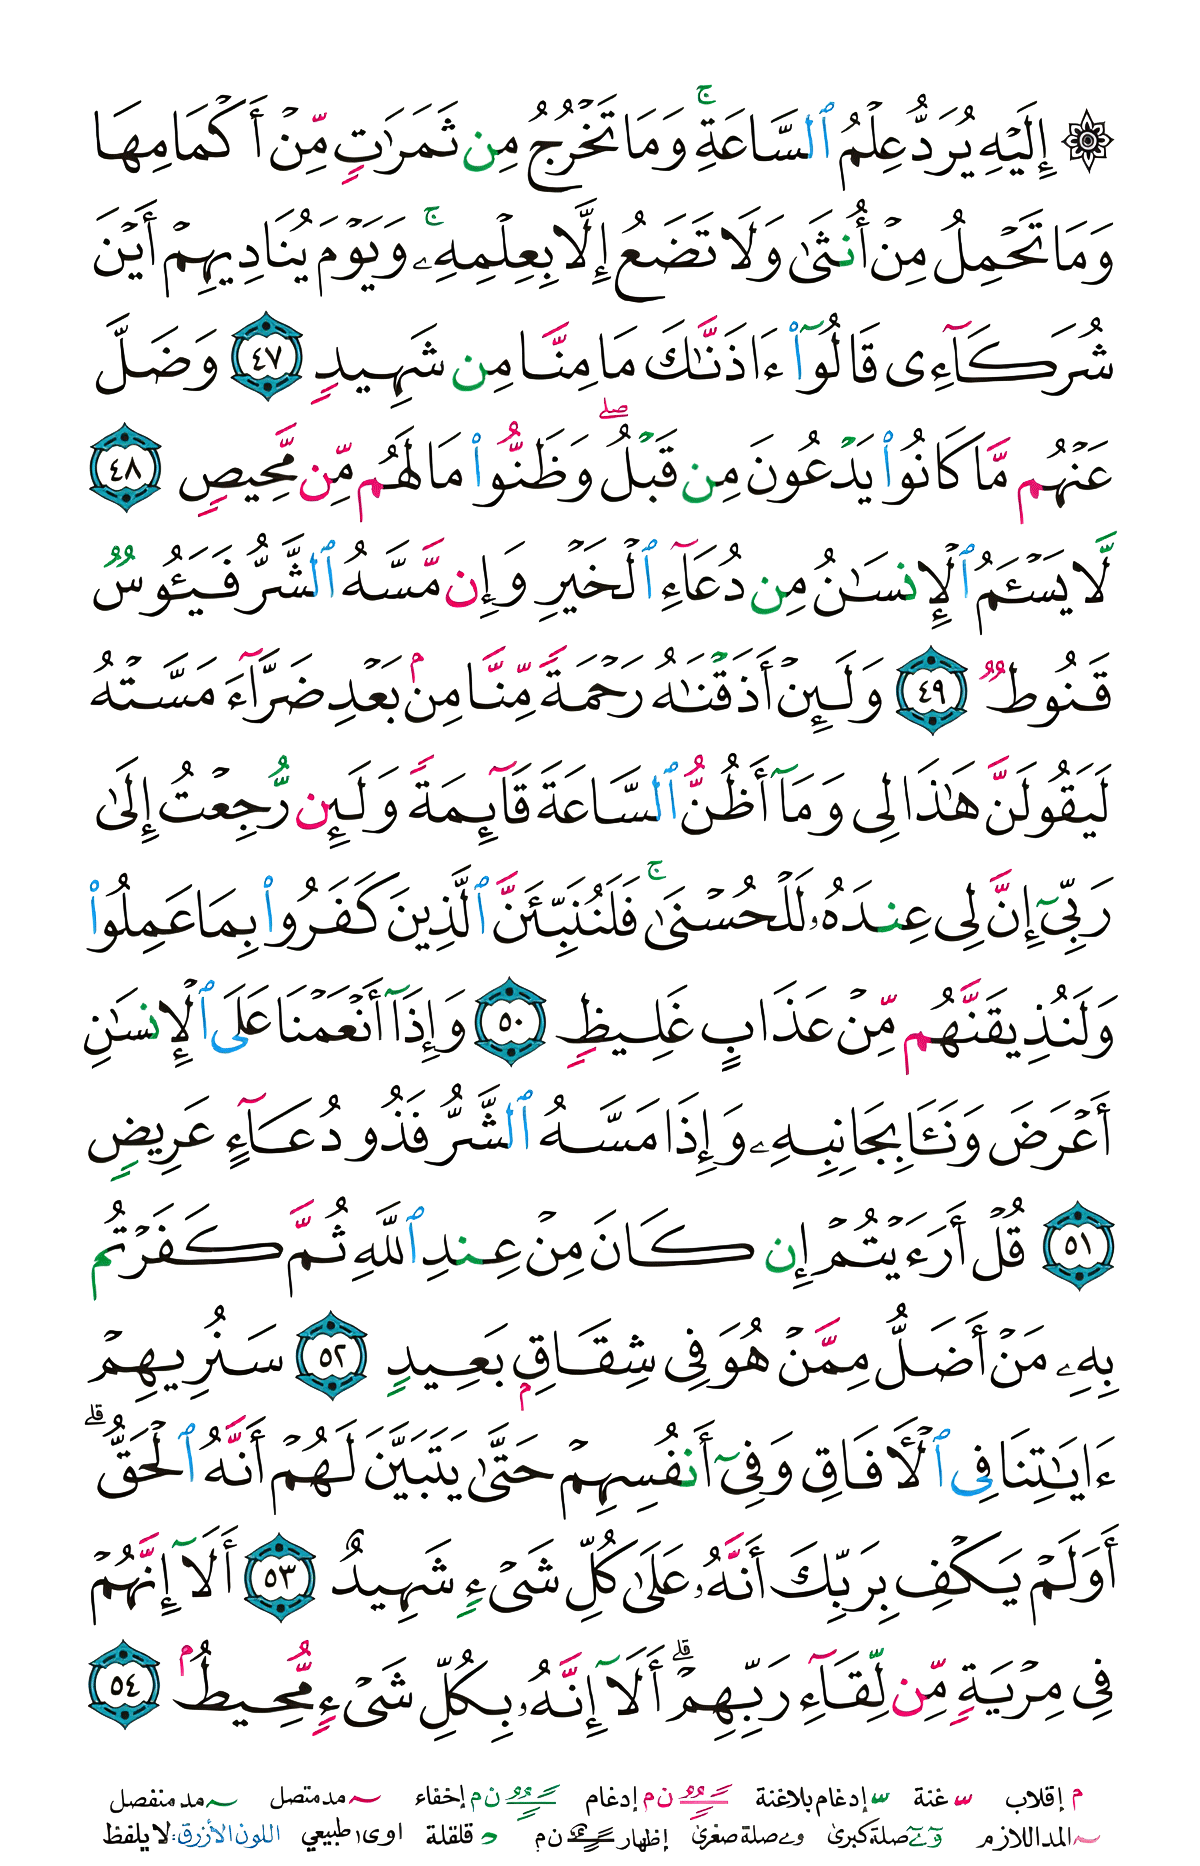 ۞ إِلَيۡهِ يُرَدُّ عِلۡمُ ٱلسَّاعَةِۚ وَمَا تَخۡرُجُ مِن ثَمَرَٰتٖ مِّنۡ أَكۡمَامِهَا
وَمَا تَحۡمِلُ مِنۡ أُنثَىٰ وَلَا تَضَعُ إِلَّا بِعِلۡمِهِۦۚ وَيَوۡمَ يُنَادِيهِمۡ أَيۡنَ
شُرَكَآءِي قَالُوٓاْ ءَاذَنَّٰكَ مَا مِنَّا مِن شَهِيدٖ ٤٧ وَضَلَّ
عَنۡهُم مَّا كَانُواْ يَدۡعُونَ مِن قَبۡلُۖ وَظَنُّواْ مَا لَهُم مِّن مَّحِيصٖ ٤٨
لَّا يَسۡـَٔمُ ٱلۡإِنسَٰنُ مِن دُعَآءِ ٱلۡخَيۡرِ وَإِن مَّسَّهُ ٱلشَّرُّ فَيَـُٔوسٞ
قَنُوطٞ ٤٩ وَلَئِنۡ أَذَقۡنَٰهُ رَحۡمَةٗ مِّنَّا مِنۢ بَعۡدِ ضَرَّآءَ مَسَّتۡهُ
لَيَقُولَنَّ هَٰذَا لِي وَمَآ أَظُنُّ ٱلسَّاعَةَ قَآئِمَةٗ وَلَئِن رُّجِعۡتُ إِلَىٰ
رَبِّيٓ إِنَّ لِي عِندَهُۥ لَلۡحُسۡنَىٰۚ فَلَنُنَبِّئَنَّ ٱلَّذِينَ كَفَرُواْ بِمَا عَمِلُواْ
وَلَنُذِيقَنَّهُم مِّنۡ عَذَابٍ غَلِيظٖ ٥٠ وَإِذَآ أَنۡعَمۡنَا عَلَى ٱلۡإِنسَٰنِ
أَعۡرَضَ وَنَـَٔا بِجَانِبِهِۦ وَإِذَا مَسَّهُ ٱلشَّرُّ فَذُو دُعَآءٍ عَرِيضٖ
٥١ قُلۡ أَرَءَيۡتُمۡ إِن كَانَ مِنۡ عِندِ ٱللَّهِ ثُمَّ كَفَرۡتُم
بِهِۦ مَنۡ أَضَلُّ مِمَّنۡ هُوَ فِي شِقَاقِۭ بَعِيدٖ ٥٢ سَنُرِيهِمۡ
ءَايَٰتِنَا فِي ٱلۡأٓفَاقِ وَفِيٓ أَنفُسِهِمۡ حَتَّىٰ يَتَبَيَّنَ لَهُمۡ أَنَّهُ ٱلۡحَقُّۗ
أَوَلَمۡ يَكۡفِ بِرَبِّكَ أَنَّهُۥ عَلَىٰ كُلِّ شَيۡءٖ شَهِيدٌ ٥٣ أَلَآ إِنَّهُمۡ
فِي مِرۡيَةٖ مِّن لِّقَآءِ رَبِّهِمۡۗ أَلَآ إِنَّهُۥ بِكُلِّ شَيۡءٖ مُّحِيطُۢ ٥٤
م إقلاب غنة إدغام بلاغنة ن م إدغام ن م إخفاء مد متصل مد منفصل
المد اللازم صلة كبرى و ے صلة صغرى إظهار ن م قلقلة ا و ى طبيعي اللون الأزرق: لا يلفظ